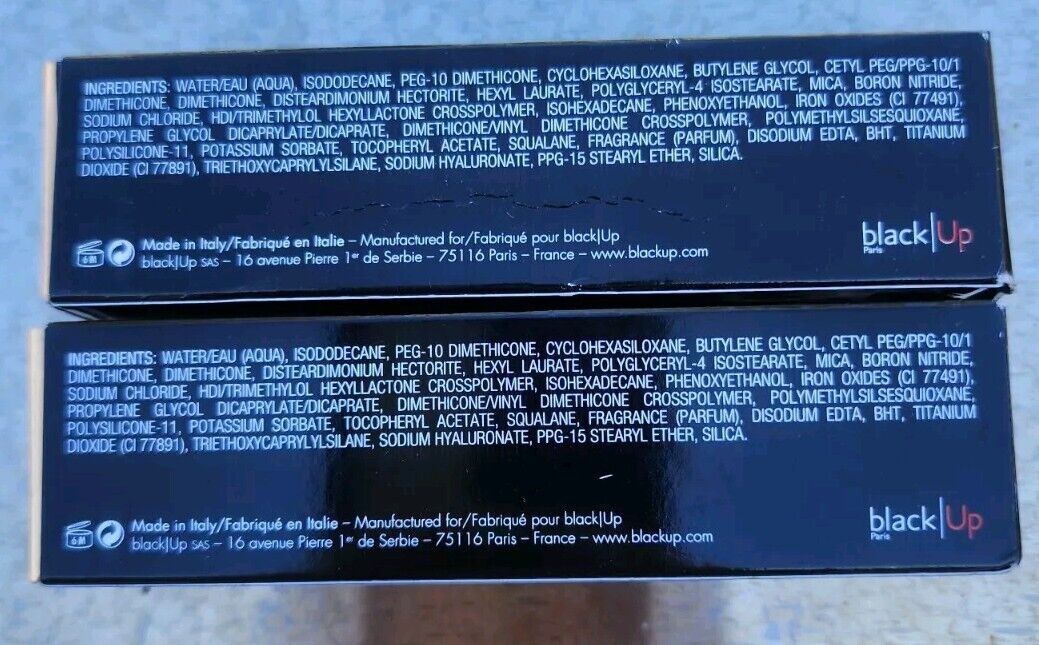 INGREDIENTS: WATER/EAU (AQUA), ISODODECANE, PEG-10 DIMETHICONE, CYCLOHEXASILOXANE, BUTYLENE GLYCOL, CETYL PEG/PPG-10/1
DIMETHICONE, DIMETHICONE, DISTEARDIMONIUM HECTORITE, HEXYL LAURATE, POLYGLYCERYL-4 ISOSTEARATE, MICA, BORON NITRIDE,
SODIUM CHLORIDE, HDI/TRIMETHYLOL HEXYLLACTONE CROSSPOLYMER, ISOHEXADECANE, PHENOXYETHANOL, IRON OXIDES (CI 77491),
PROPYLENE GLYCOL DICAPRYLATE/DICAPRATE, DIMETHICONE/VINYL DIMETHICONE CROSSPOLYMER, POLYMETHYLSILSESQUIOXANE,
POLYSILICONE-11, POTASSIUM SORBATE, TOCOPHERYL ACETATE, SQUALANE, FRAGRANCE (PARFUM), DISODIUM EDTA, BHT, TITANIUM
DIOXIDE (CI 77891), TRIETHOXYCAPRYLYLSILANE, SODIUM HYALURONATE, PPG-15 STEARYL ETHER, SILICA.
6 M
Made in Italy/Fabriqué en Italie – Manufactured for/Fabriqué pour black|Up
black|Up SAS – 16 avenue Pierre 1er de Serbie – 75116 Paris – France – www.blackup.com
black|Up
Paris
INGREDIENTS: WATER/EAU (AQUA), ISODODECANE, PEG-10 DIMETHICONE, CYCLOHEXASILOXANE, BUTYLENE GLYCOL, CETYL PEG/PPG-10/1
DIMETHICONE, DIMETHICONE, DISTEARDIMONIUM HECTORITE, HEXYL LAURATE, POLYGLYCERYL-4 ISOSTEARATE, MICA, BORON NITRIDE,
SODIUM CHLORIDE, HDI/TRIMETHYLOL HEXYLLACTONE CROSSPOLYMER, ISOHEXADECANE, PHENOXYETHANOL, IRON OXIDES (CI 77491),
PROPYLENE GLYCOL DICAPRYLATE/DICAPRATE, DIMETHICONE/VINYL DIMETHICONE CROSSPOLYMER, POLYMETHYLSILSESQUIOXANE,
POLYSILICONE-11, POTASSIUM SORBATE, TOCOPHERYL ACETATE, SQUALANE, FRAGRANCE (PARFUM), DISODIUM EDTA, BHT, TITANIUM
DIOXIDE (CI 77891), TRIETHOXYCAPRYLYLSILANE, SODIUM HYALURONATE, PPG-15 STEARYL ETHER, SILICA.
6 M
Made in Italy/Fabriqué en Italie – Manufactured for/Fabriqué pour black|Up
black|Up SAS – 16 avenue Pierre 1er de Serbie – 75116 Paris – France – www.blackup.com
black|Up
Paris